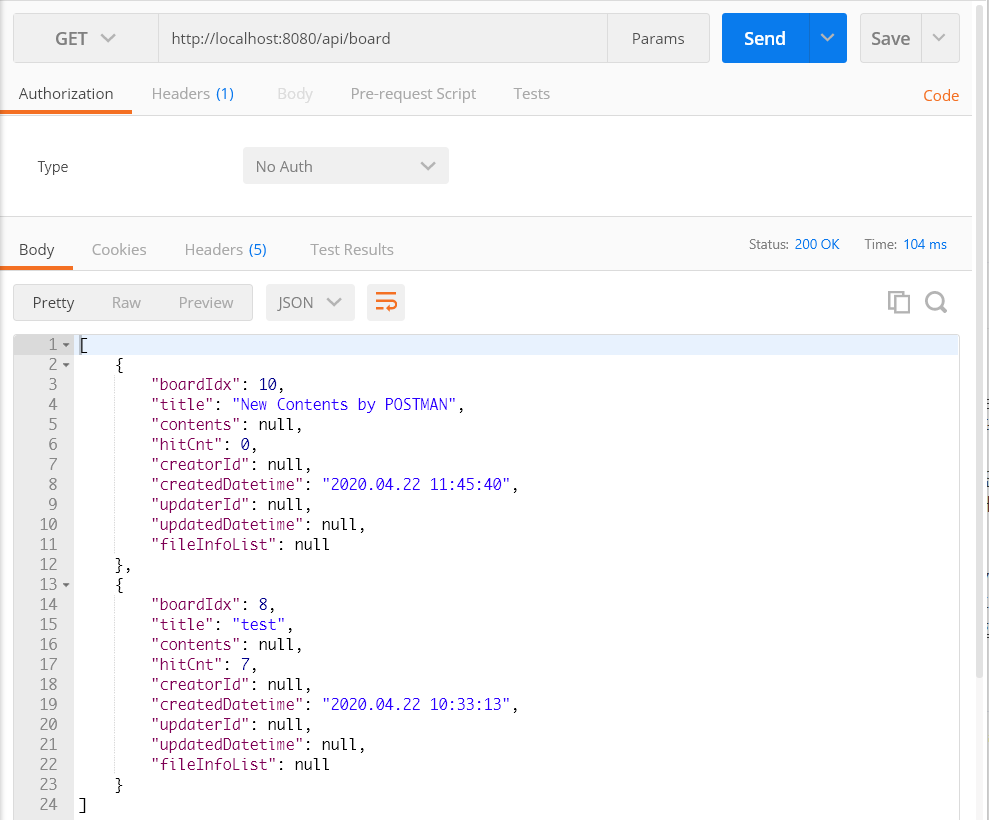 GET http://localhost:8080/api/board Params Send Save
Authorization Headers (1) Body Pre-request Script Tests Code
Type No Auth
Body Cookies Headers (5) Test Results Status: 200 OK Time: 104 ms
Pretty Raw Preview JSON
1 [
2 {
3 "boardIdx": 10,
4 "title": "New Contents by POSTMAN",
5 "contents": null,
6 "hitCnt": 0,
7 "creatorId": null,
8 "createdDatetime": "2020.04.22 11:45:40",
9 "updaterId": null,
10 "updatedDatetime": null,
11 "fileInfoList": null
12 },
13 {
14 "boardIdx": 8,
15 "title": "test",
16 "contents": null,
17 "hitCnt": 7,
18 "creatorId": null,
19 "createdDatetime": "2020.04.22 10:33:13",
20 "updaterId": null,
21 "updatedDatetime": null,
22 "fileInfoList": null
23 }
24 ]